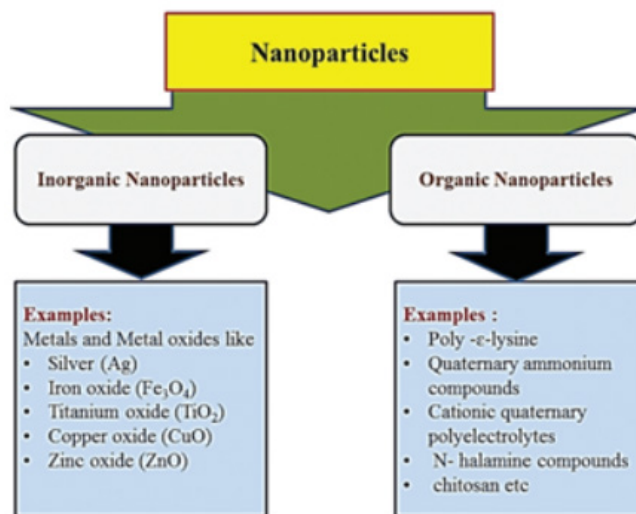 Nanoparticles
Inorganic Nanoparticles
Organic Nanoparticles
Examples:
Metals and Metal oxides like
• Silver (Ag)
• Iron oxide (Fe₃O₄)
• Titanium oxide (TiO₂)
• Copper oxide (CuO)
• Zinc oxide (ZnO)
Examples :
• Poly -ε-lysine
• Quaternary ammonium
compounds
• Cationic quaternary
polyelectrolytes
• N- halamine compounds
• chitosan etc